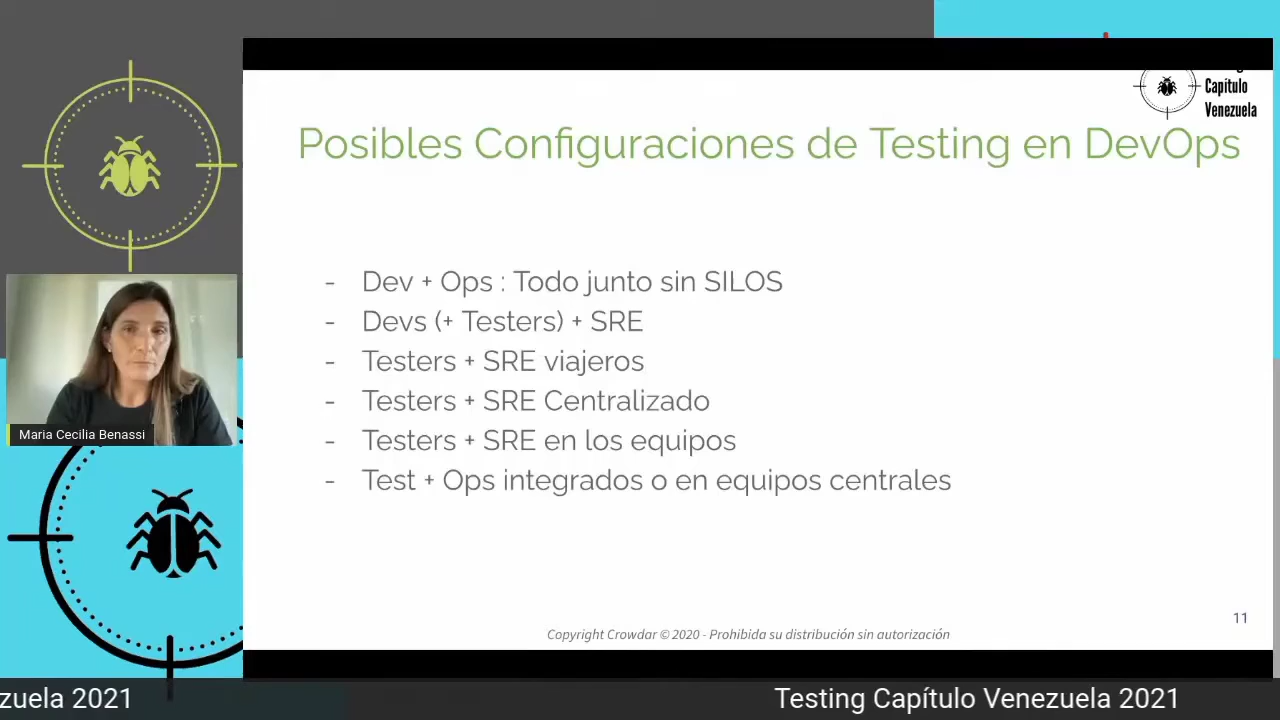 Capítulo
Venezuela
Posibles Configuraciones de Testing en DevOps
- Dev + Ops : Todo junto sin SILOS
- Devs (+ Testers) + SRE
- Testers + SRE viajeros
- Testers + SRE Centralizado
- Testers + SRE en los equipos
- Test + Ops integrados o en equipos centrales
Maria Cecilia Benassi
11
Copyright Crowdar © 2020 - Prohibida su distribución sin autorización
zuela 2021
Testing Capítulo Venezuela 2021